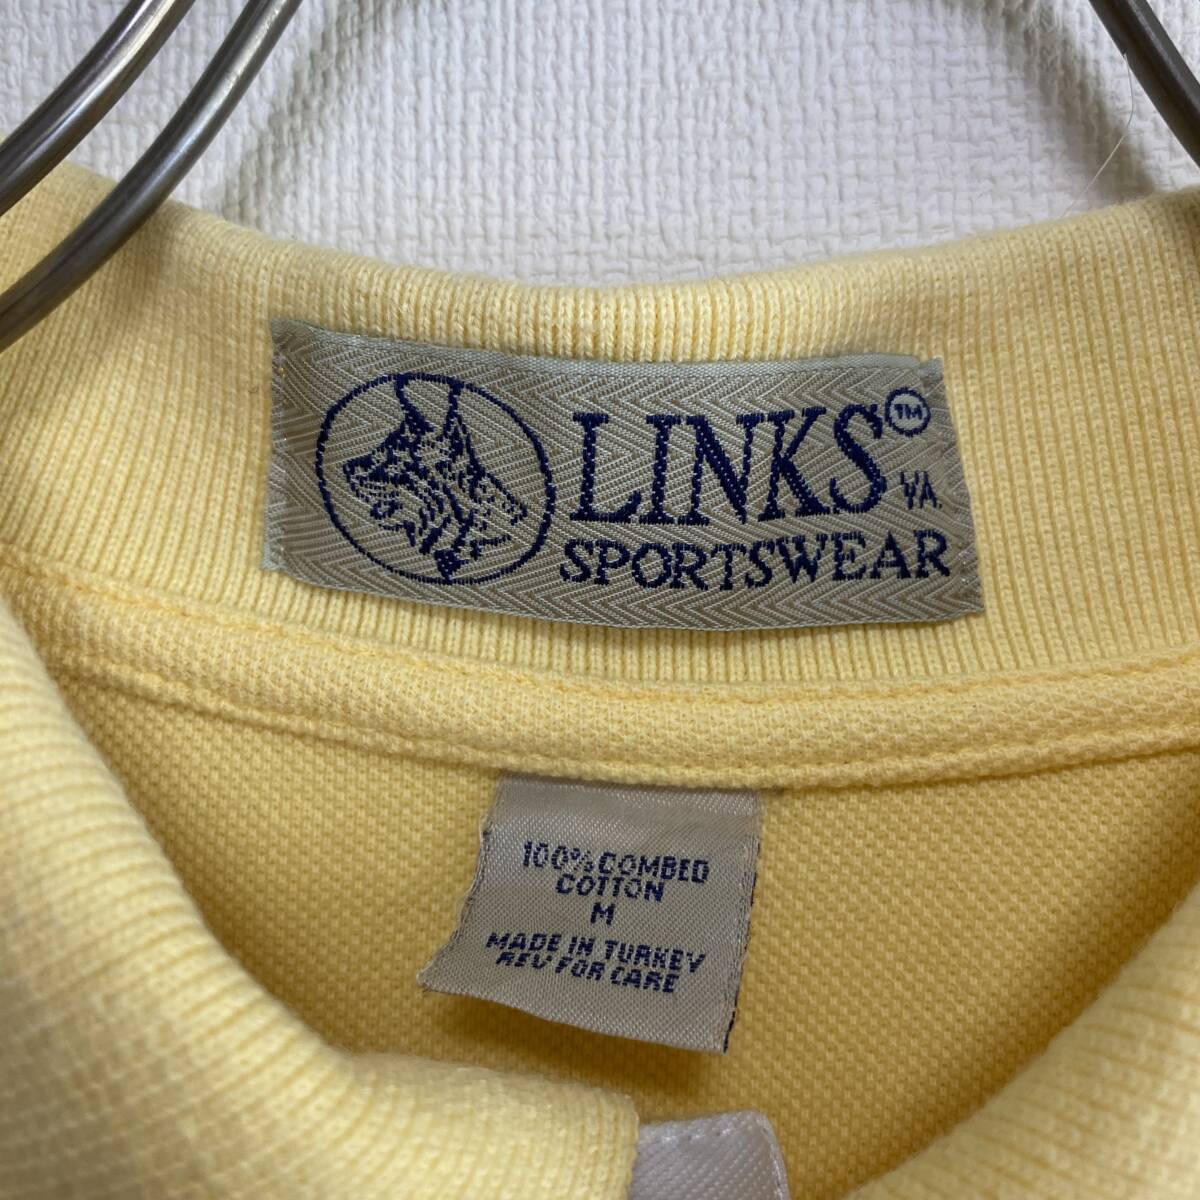 LINKS™
VA.
SPORTSWEAR
100% COMBED
COTTON
M
MADE IN TURKEY
REV FOR CARE